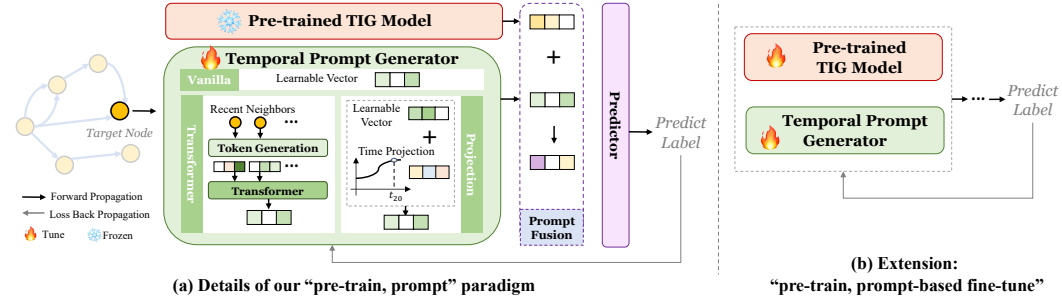 Pre-trained TIG Model
Temporal Prompt Generator
Vanilla
Learnable Vector
Target Node
Transformer
Recent Neighbors
...
Token Generation
...
Transformer
Learnable
Vector
+
Time Projection
t20
Projection
+
Prompt
Fusion
Predictor
Predict
Label
Forward Propagation
Loss Back Propagation
Tune
Frozen
(a) Details of our “pre-train, prompt” paradigm
Pre-trained
TIG Model
Temporal Prompt
Generator
...
Predict
Label
(b) Extension:
“pre-train, prompt-based fine-tune”